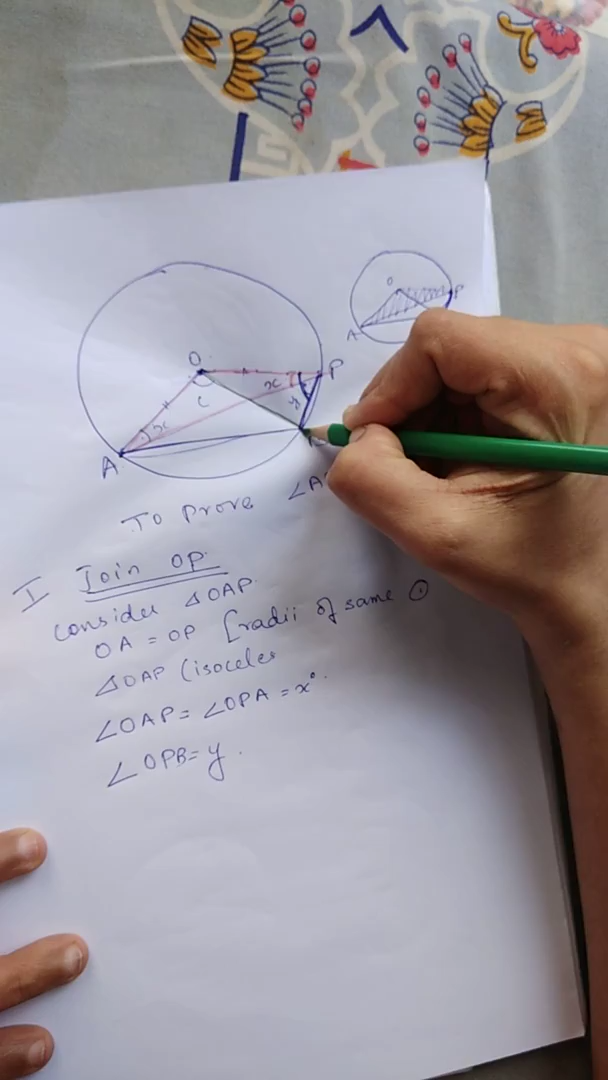 O
P
A
O
P
x
c
x
y
A
To Prove ∠A
I Join OP.
Consider △OAP.
OA = OP [radii of same ⊙
△OAP (isoceles
∠OAP = ∠OPA = x°.
∠OPB = y.